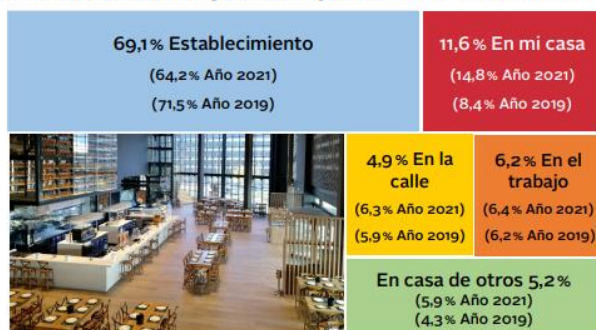 69,1% Establecimiento
(64,2% Año 2021)
(71,5% Año 2019)
11,6% En mi casa
(14,8% Año 2021)
(8,4% Año 2019)
4,9% En la
calle
(6,3% Año 2021)
(5,9% Año 2019)
6,2% En el
trabajo
(6,4% Año 2021)
(6,2% Año 2019)
En casa de otros 5,2%
(5,9% Año 2021)
(4,3% Año 2019)